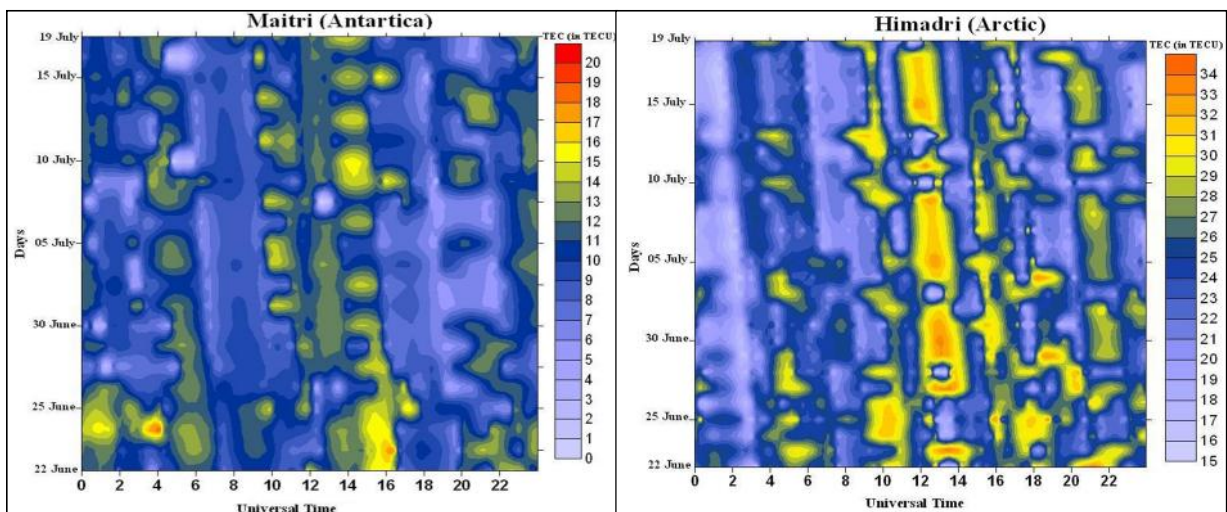 Maitri (Antartica)
TEC (in TECU)
19 July
15 July
10 July
05 July
30 June
25 June
22 June
Days
20
19
18
17
16
15
14
13
12
11
10
9
8
7
6
5
4
3
2
1
0
0 2 4 6 8 10 12 14 16 18 20 22
Universal Time
Himadri (Arctic)
TEC (in TECU)
19 July
15 July
10 July
05 July
30 June
25 June
22 June
Days
34
33
32
31
30
29
28
27
26
25
24
23
22
21
20
19
18
17
16
15
0 2 4 6 8 10 12 14 16 18 20 22
Universal Time